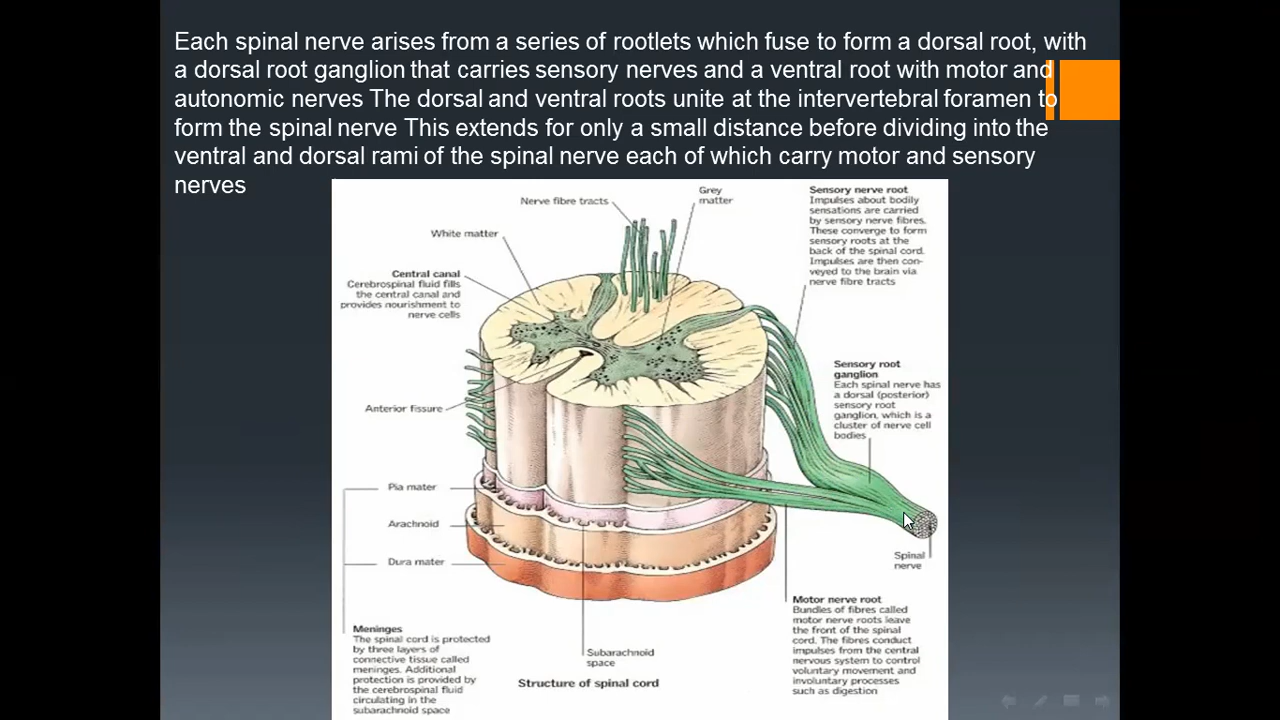 Each spinal nerve arises from a series of rootlets which fuse to form a dorsal root, with
a dorsal root ganglion that carries sensory nerves and a ventral root with motor and
autonomic nerves The dorsal and ventral roots unite at the intervertebral foramen to
form the spinal nerve This extends for only a small distance before dividing into the
ventral and dorsal rami of the spinal nerve each of which carry motor and sensory
nerves
Nerve fibre tracts
Grey
matter
White matter
Central canal
Cerebrospinal fluid fills
the central canal and
provides nourishment to
nerve cells
Anterior fissure
Pia mater
Arachnoid
Dura mater
Meninges
The spinal cord is protected
by three layers of
connective tissue called
meninges. Additional
protection is provided by
the cerebrospinal fluid
circulating in the
subarachnoid space
Subarachnoid
space
Structure of spinal cord
Sensory nerve root
Impulses about bodily
sensations are carried
by sensory nerve fibres.
These converge to form
sensory roots at the
back of the spinal cord.
Impulses are then con-
veyed to the brain via
nerve fibre tracts
Sensory root
ganglion
Each spinal nerve has
a dorsal (posterior)
sensory root
ganglion, which is a
cluster of nerve cell
bodies
Spinal
nerve
Motor nerve root
Bundles of fibres called
motor nerve roots leave
the front of the spinal
cord. The fibres conduct
impulses from the central
nervous system to control
voluntary movement and
involuntary processes
such as digestion